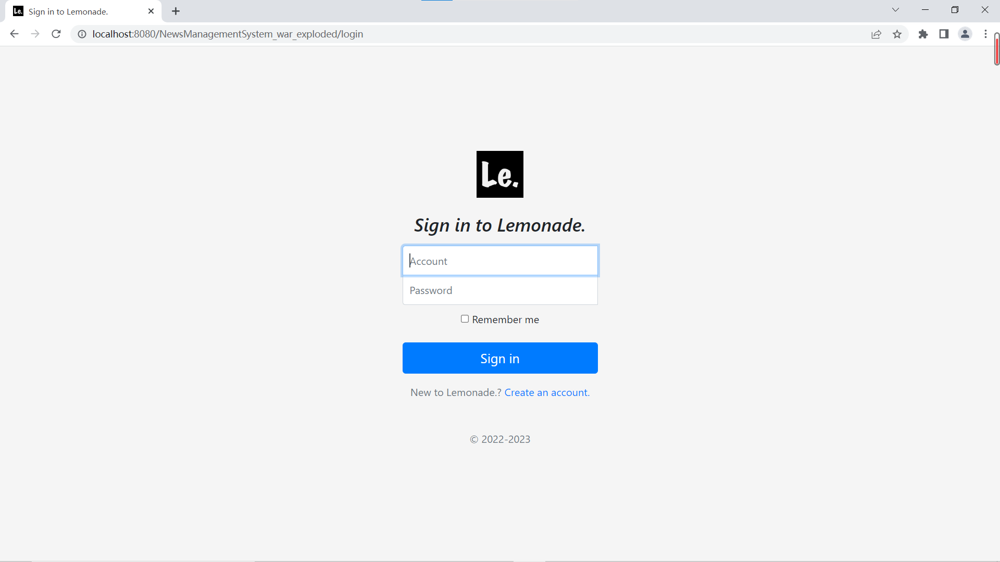 Le. Sign in to Lemonade.
localhost:8080/NewsManagementSystem_war_exploded/login
Le.
Sign in to Lemonade.
Account
Password
Remember me
Sign in
New to Lemonade.? Create an account.
© 2022-2023